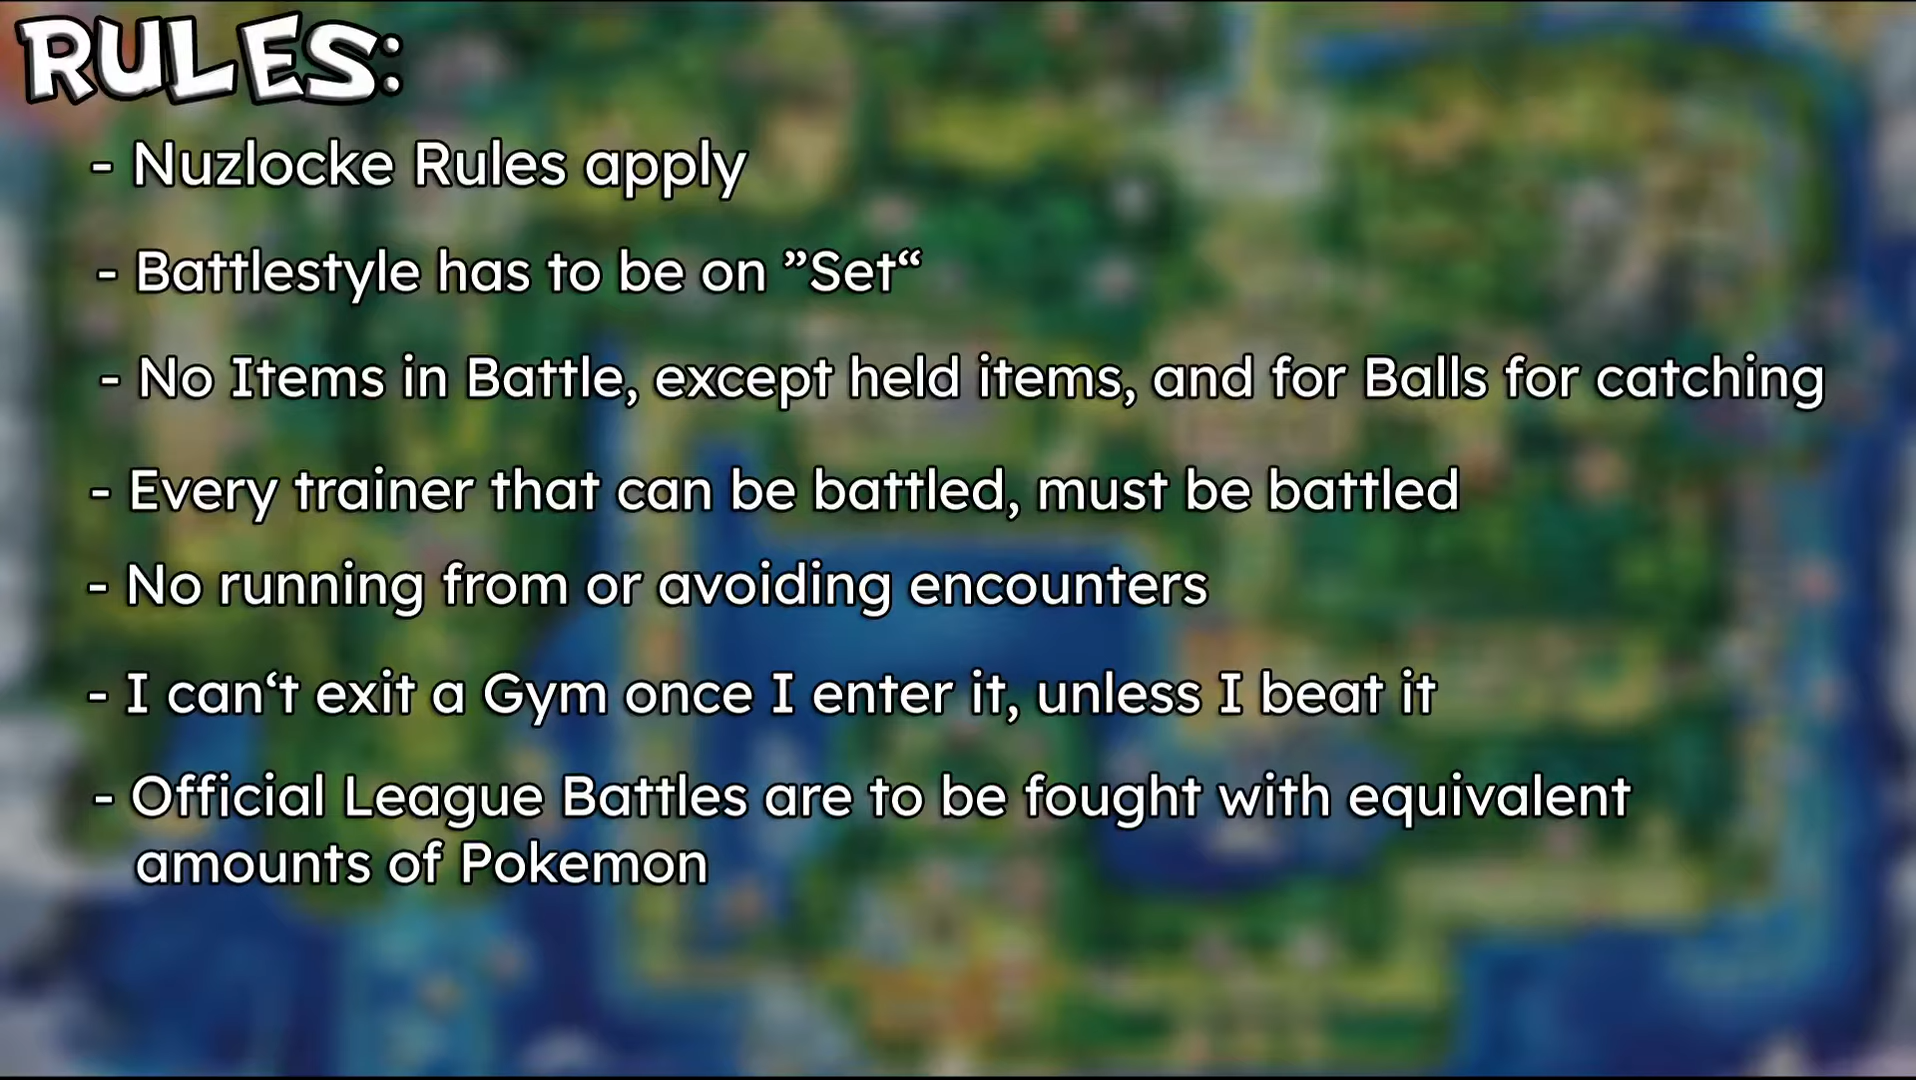 RULES:
- Nuzlocke Rules apply
- Battlestyle has to be on ”Set“
- No Items in Battle, except held items, and for Balls for catching
- Every trainer that can be battled, must be battled
- No running from or avoiding encounters
- I can‘t exit a Gym once I enter it, unless I beat it
- Official League Battles are to be fought with equivalent
amounts of Pokemon